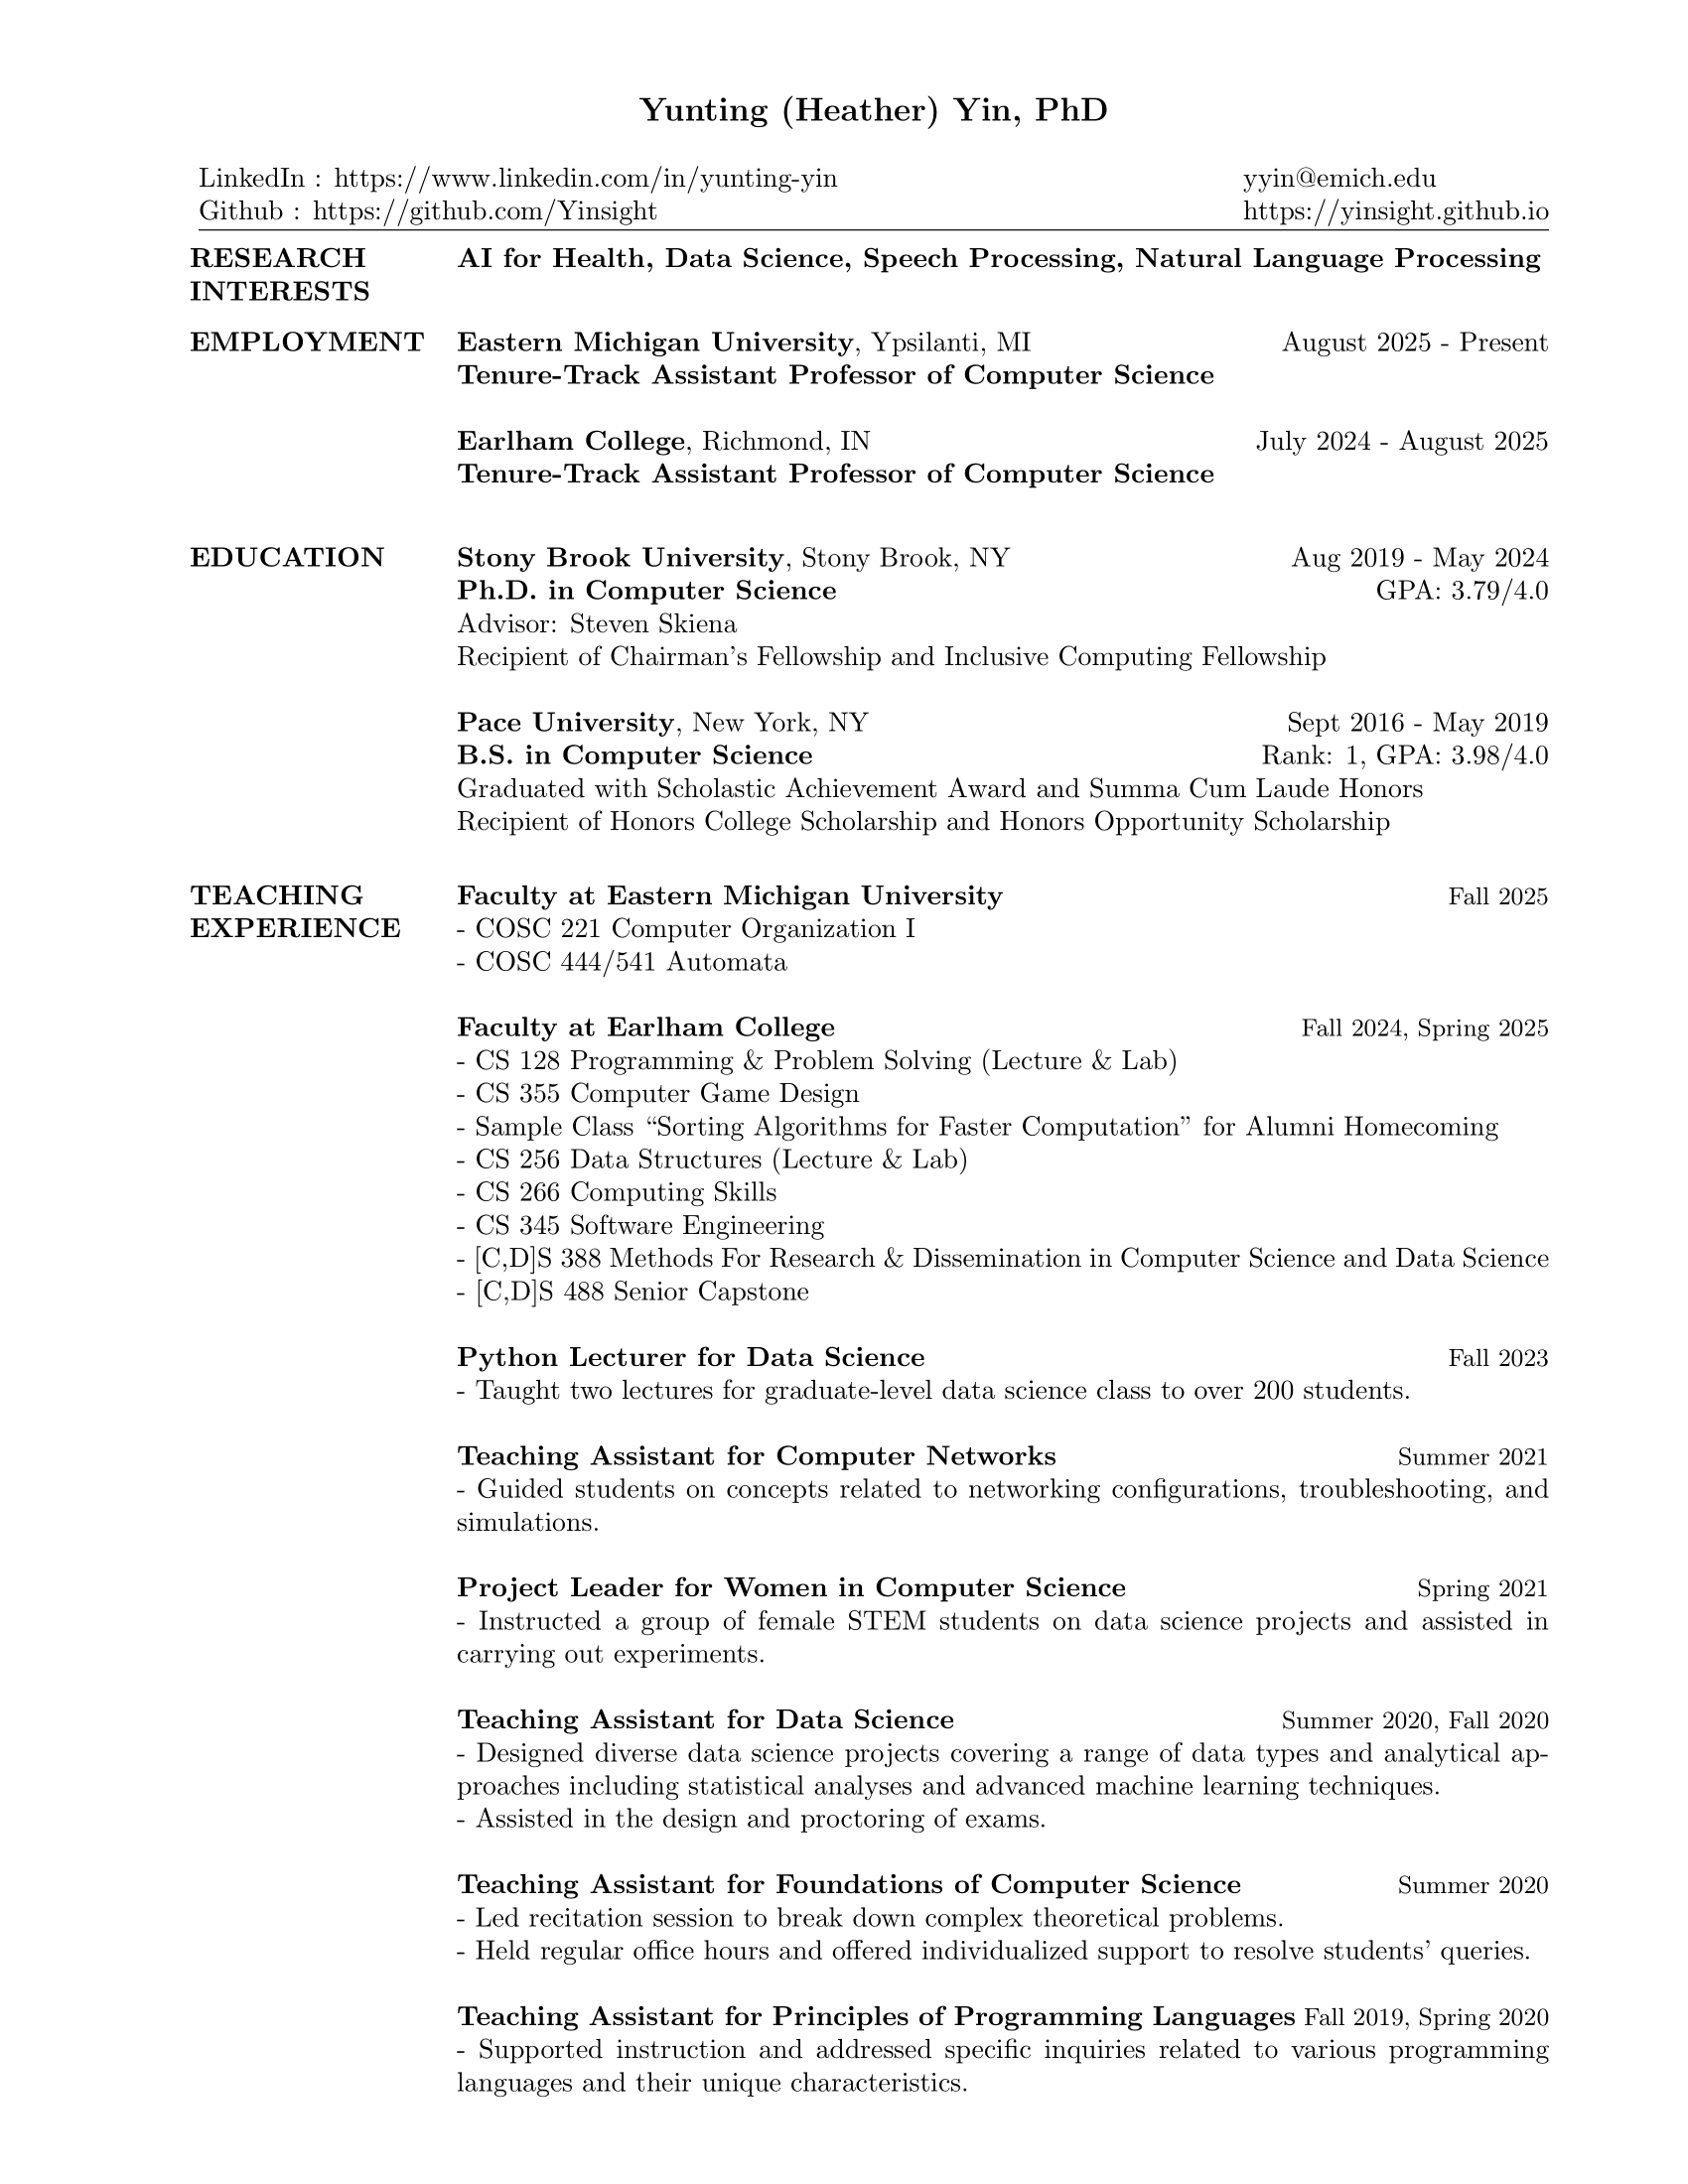 Yunting (Heather) Yin, PhD
LinkedIn : https://www.linkedin.com/in/yunting-yin yyin@emich.edu
Github : https://github.com/Yinsight https://yinsight.github.io
RESEARCH AI for Health, Data Science, Speech Processing, Natural Language Processing
INTERESTS
EMPLOYMENT Eastern Michigan University, Ypsilanti, MI August 2025 - Present
Tenure-Track Assistant Professor of Computer Science
Earlham College, Richmond, IN July 2024 - August 2025
Tenure-Track Assistant Professor of Computer Science
EDUCATION Stony Brook University, Stony Brook, NY Aug 2019 - May 2024
Ph.D. in Computer Science GPA: 3.79/4.0
Advisor: Steven Skiena
Recipient of Chairman’s Fellowship and Inclusive Computing Fellowship
Pace University, New York, NY Sept 2016 - May 2019
B.S. in Computer Science Rank: 1, GPA: 3.98/4.0
Graduated with Scholastic Achievement Award and Summa Cum Laude Honors
Recipient of Honors College Scholarship and Honors Opportunity Scholarship
TEACHING Faculty at Eastern Michigan University Fall 2025
EXPERIENCE - COSC 221 Computer Organization I
- COSC 444/541 Automata
Faculty at Earlham College Fall 2024, Spring 2025
- CS 128 Programming & Problem Solving (Lecture & Lab)
- CS 355 Computer Game Design
- Sample Class “Sorting Algorithms for Faster Computation” for Alumni Homecoming
- CS 256 Data Structures (Lecture & Lab)
- CS 266 Computing Skills
- CS 345 Software Engineering
- [C,D]S 388 Methods For Research & Dissemination in Computer Science and Data Science
- [C,D]S 488 Senior Capstone
Python Lecturer for Data Science Fall 2023
- Taught two lectures for graduate-level data science class to over 200 students.
Teaching Assistant for Computer Networks Summer 2021
- Guided students on concepts related to networking configurations, troubleshooting, and
simulations.
Project Leader for Women in Computer Science Spring 2021
- Instructed a group of female STEM students on data science projects and assisted in
carrying out experiments.
Teaching Assistant for Data Science Summer 2020, Fall 2020
- Designed diverse data science projects covering a range of data types and analytical ap-
proaches including statistical analyses and advanced machine learning techniques.
- Assisted in the design and proctoring of exams.
Teaching Assistant for Foundations of Computer Science Summer 2020
- Led recitation session to break down complex theoretical problems.
- Held regular office hours and offered individualized support to resolve students’ queries.
Teaching Assistant for Principles of Programming Languages Fall 2019, Spring 2020
- Supported instruction and addressed specific inquiries related to various programming
languages and their unique characteristics.